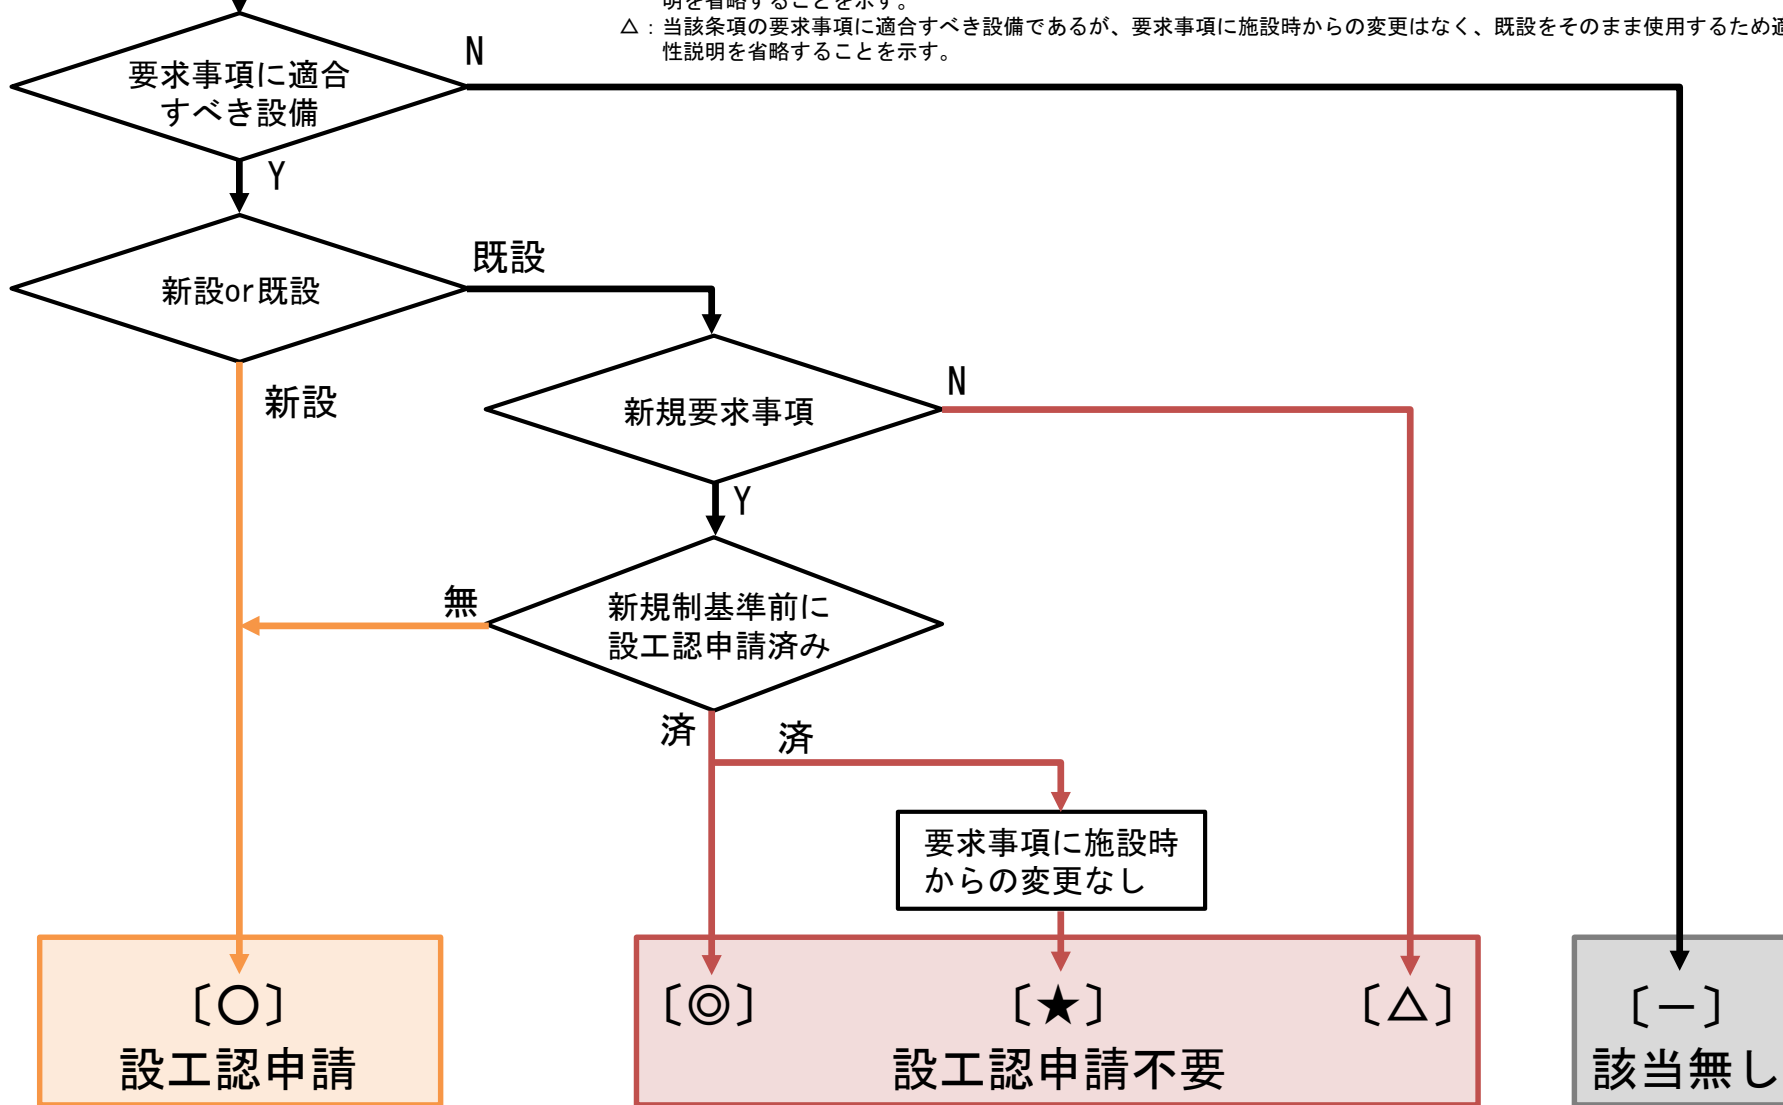 明を省略することを示す。
△：当該条項の要求事項に適合すべき設備であるが、要求事項に施設時からの変更はなく、既設をそのまま使用するため適
性説明を省略することを示す。
N
要求事項に適合
すべき設備
Y
既設
新設or既設
新設
N
新規要求事項
Y
無
新規制基準前に
設工認申請済み
済
済
要求事項に施設時
からの変更なし
〔○〕
設工認申請
〔◎〕
〔★〕
〔△〕
設工認申請不要
〔－〕
該当無し